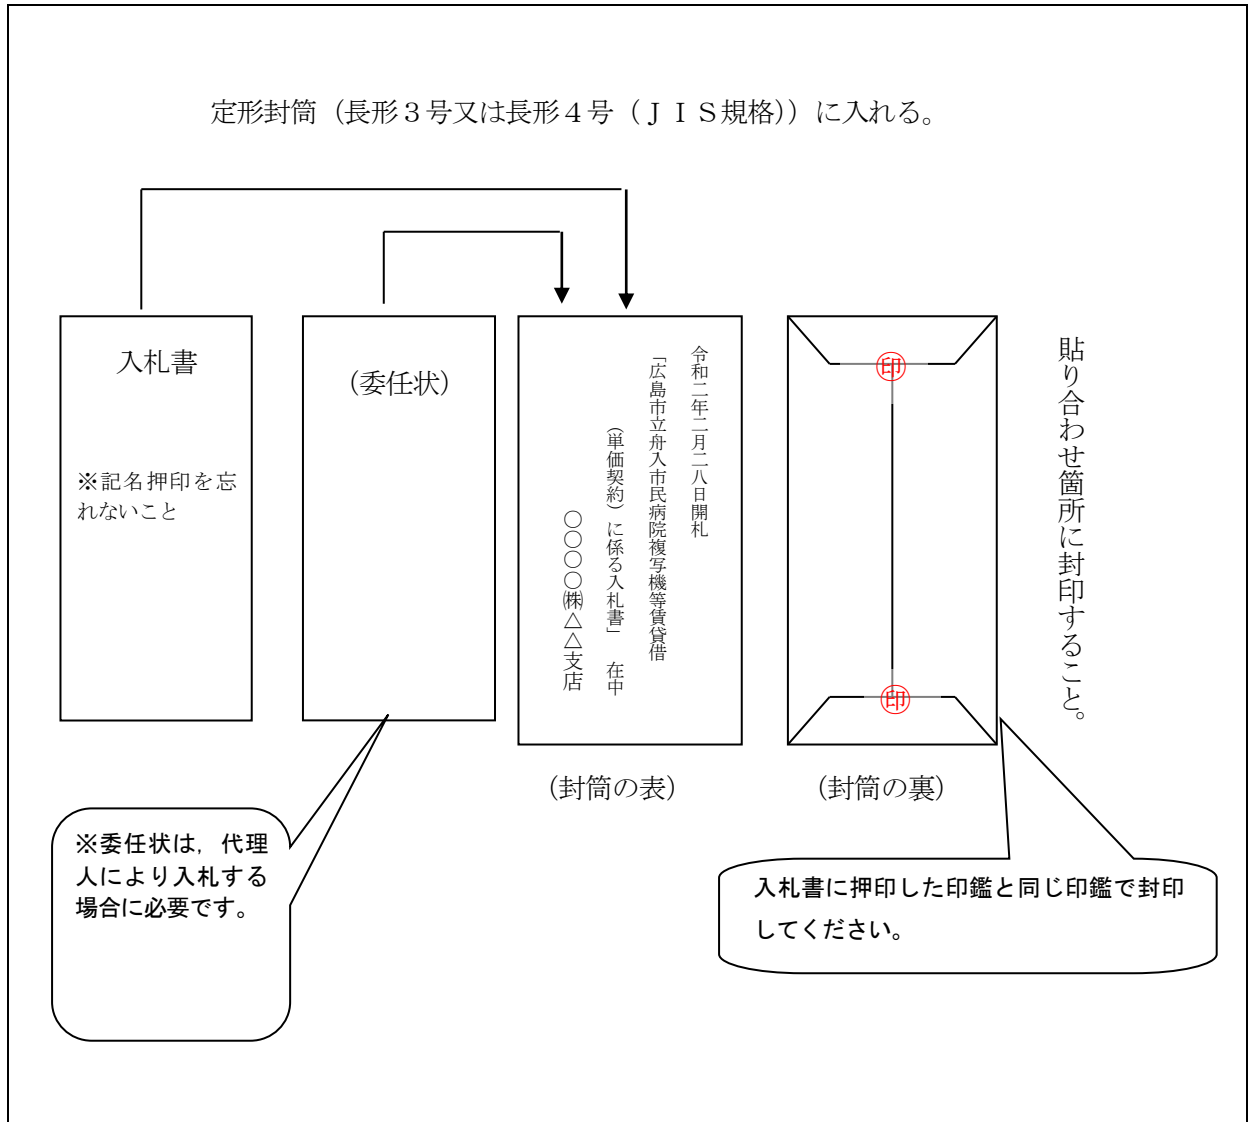 定形封筒（長形３号又は長形４号（ＪＩＳ規格））に入れる。
入札書
※記名押印を忘
れないこと
（委任状）
令和二年二月二八日開札
「広島市立舟入市民病院複写機等賃貸借
（単価契約）に係る入札書」　在中
〇〇〇〇㈱△△支店
印
印
貼り合わせ箇所に封印すること。
（封筒の表）
（封筒の裏）
※委任状は，代理
人により入札する
場合に必要です。
入札書に押印した印鑑と同じ印鑑で封印
してください。